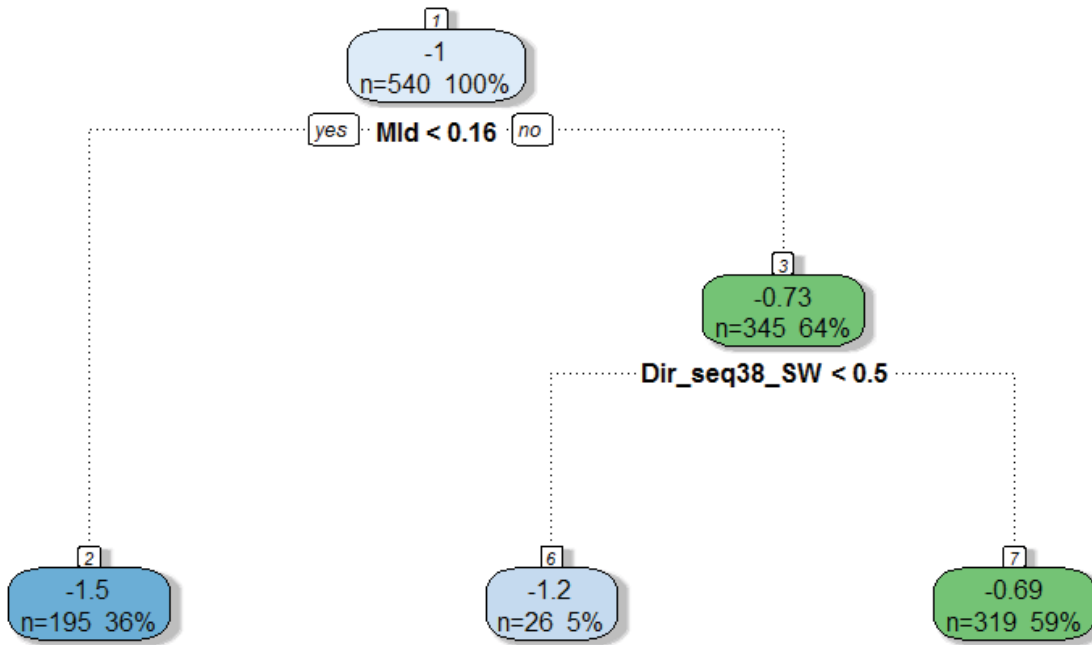 1
-1
n=540 100%
yes Mld < 0.16 no
3
-0.73
n=345 64%
Dir_seq38_SW < 0.5
2
-1.5
n=195 36%
6
-1.2
n=26 5%
7
-0.69
n=319 59%